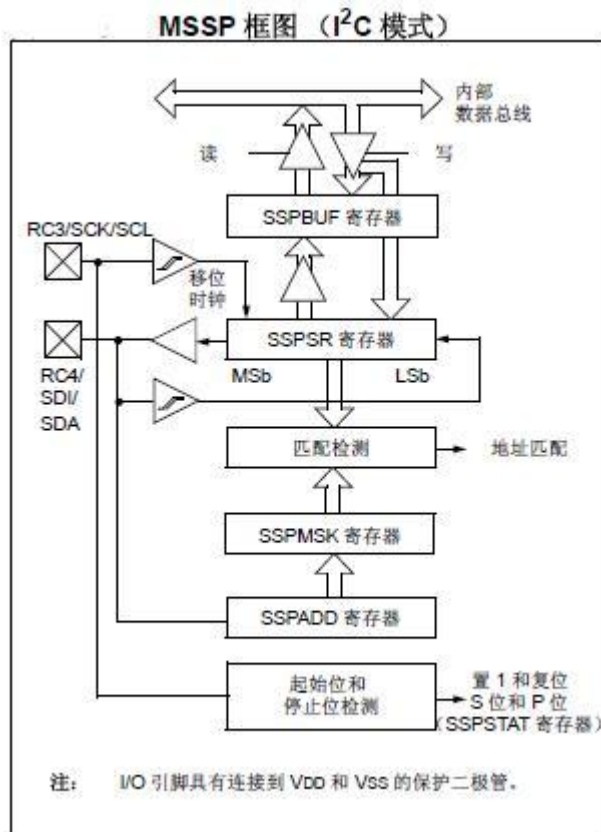 MSSP 框图 （I²C 模式）
内部
数据总线
读
写
SSPBUF 寄存器
RC3/SCK/SCL
移位
时钟
SSPSR 寄存器
MSb
LSb
RC4/
SDI/
SDA
匹配检测
地址匹配
SSPMSK 寄存器
SSPADD 寄存器
起始位和
停止位检测
置 1 和复位
S 位和 P 位
（SSPSTAT 寄存器）
注： I/O 引脚具有连接到 VDD 和 VSS 的保护二极管。